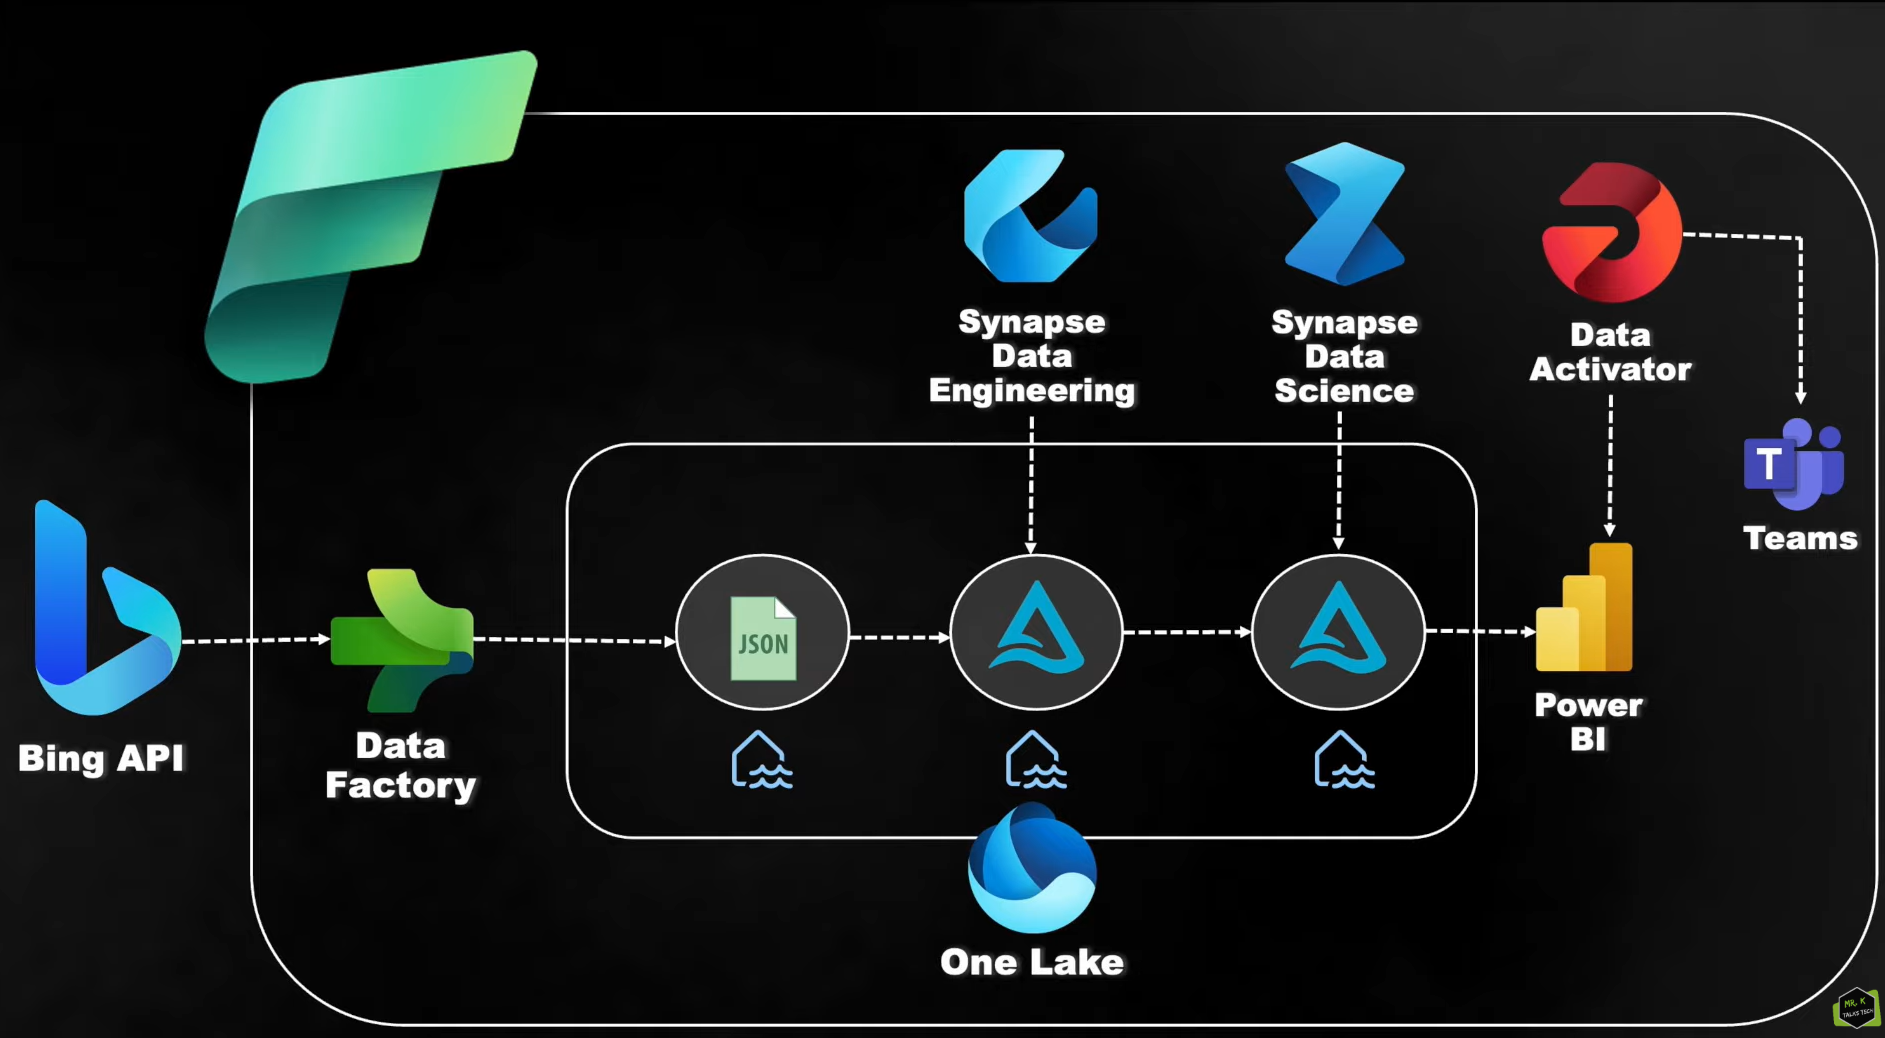 Synapse
Data
Engineering
Synapse
Data
Science
Data
Activator
T
Teams
JSON
Bing API
Data
Factory
Power
BI
One Lake
MR. K
TALKS TECH